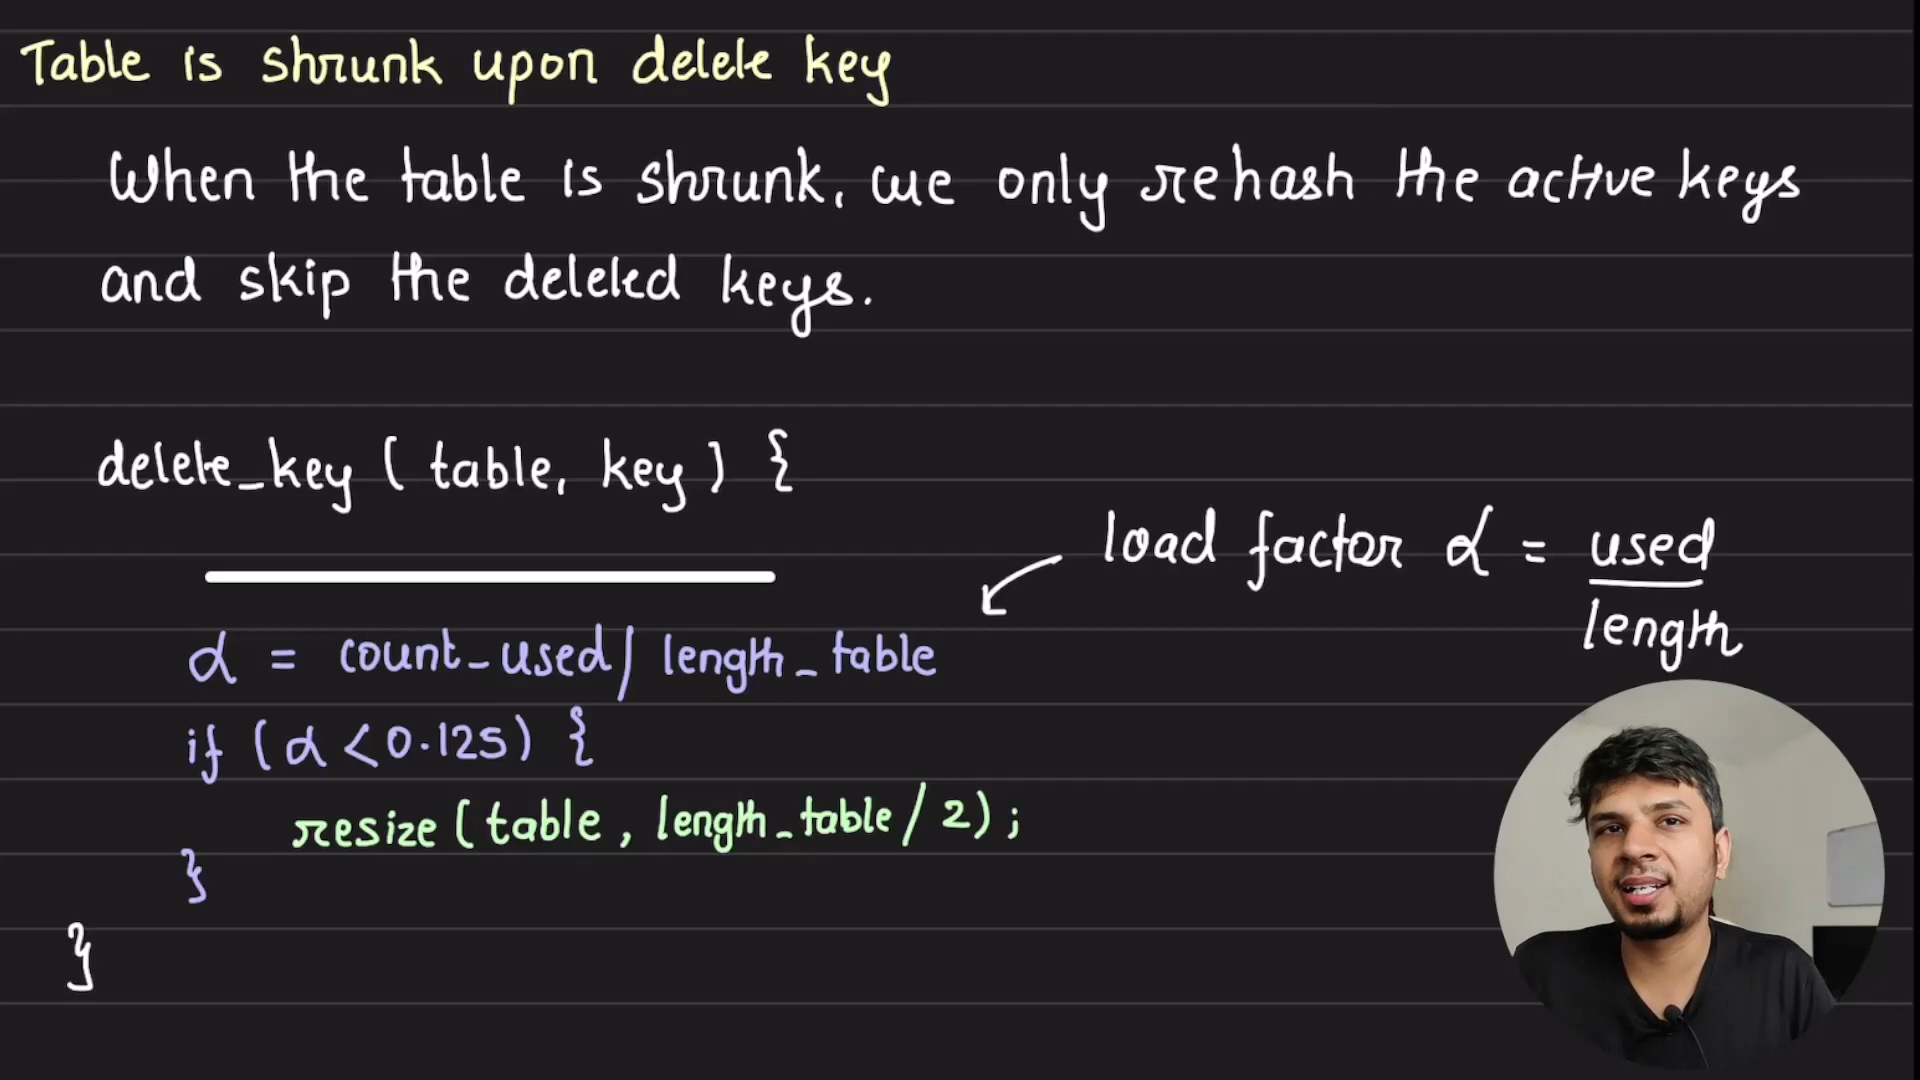 Table is shrunk upon delete key
When the table is shrunk, we only rehash the active keys
and skip the deleted keys.
delete_key ( table, key ) {
load factor α = used
length
α = count_used / length_table
if ( α < 0.125 ) {
resize ( table , length_table / 2 ) ;
}
}